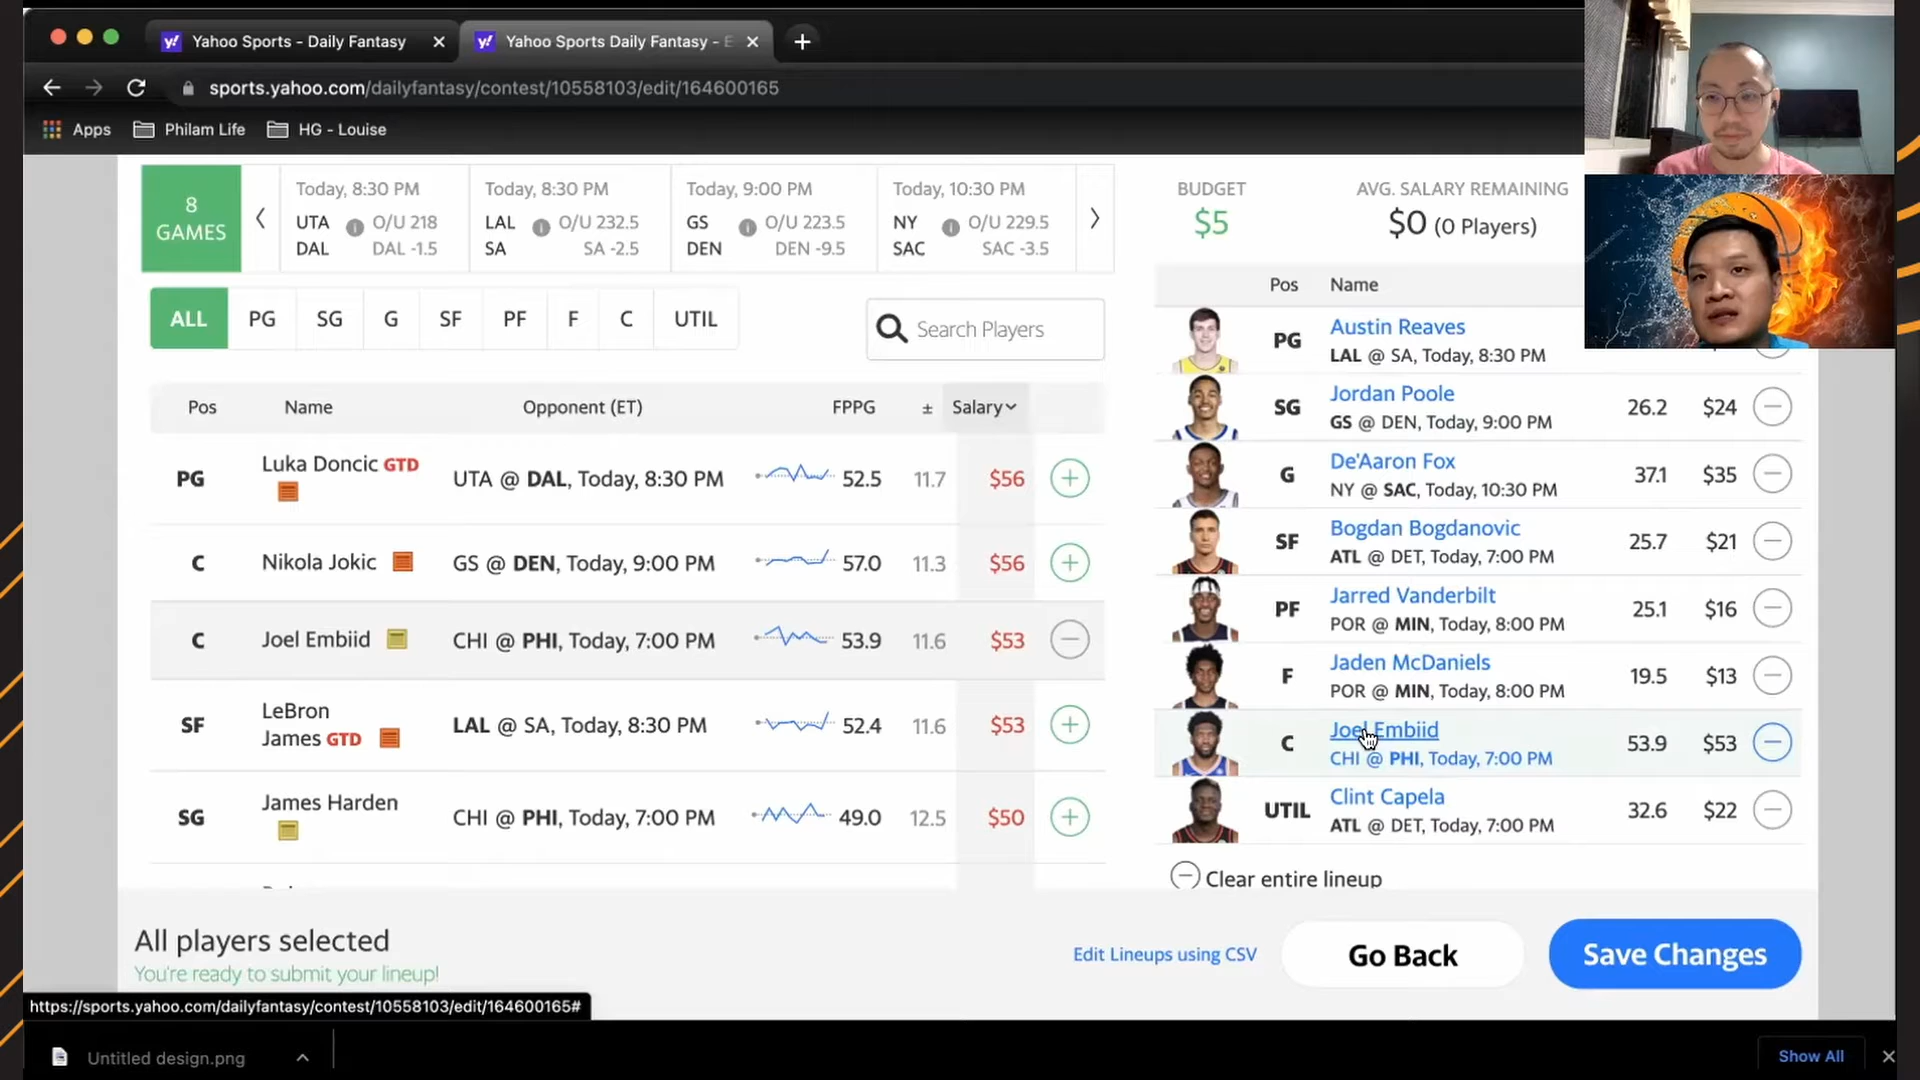 Yahoo Sports - Daily Fantasy
Yahoo Sports Daily Fantasy -
sports.yahoo.com/dailyfantasy/contest/10558103/edit/164600165
Apps
Philam Life
HG - Louise
8
GAMES
Today, 8:30 PM
UTA O/U 218
DAL DAL -1.5
Today, 8:30 PM
LAL O/U 232.5
SA SA -2.5
Today, 9:00 PM
GS O/U 223.5
DEN DEN -9.5
Today, 10:30 PM
NY O/U 229.5
SAC SAC -3.5
BUDGET
$5
AVG. SALARY REMAINING
$0 (0 Players)
ALL PG SG G SF PF F C UTIL
Search Players
Pos Name Opponent (ET) FPPG ± Salary
PG Luka Doncic GTD UTA @ DAL, Today, 8:30 PM 52.5 11.7 $56
C Nikola Jokic GS @ DEN, Today, 9:00 PM 57.0 11.3 $56
C Joel Embiid CHI @ PHI, Today, 7:00 PM 53.9 11.6 $53
SF LeBron James GTD LAL @ SA, Today, 8:30 PM 52.4 11.6 $53
SG James Harden CHI @ PHI, Today, 7:00 PM 49.0 12.5 $50
Pos Name
PG Austin Reaves
LAL @ SA, Today, 8:30 PM
SG Jordan Poole 26.2 $24
GS @ DEN, Today, 9:00 PM
G De'Aaron Fox 37.1 $35
NY @ SAC, Today, 10:30 PM
SF Bogdan Bogdanovic 25.7 $21
ATL @ DET, Today, 7:00 PM
PF Jarred Vanderbilt 25.1 $16
POR @ MIN, Today, 8:00 PM
F Jaden McDaniels 19.5 $13
POR @ MIN, Today, 8:00 PM
C Joel Embiid 53.9 $53
CHI @ PHI, Today, 7:00 PM
UTIL Clint Capela 32.6 $22
ATL @ DET, Today, 7:00 PM
Clear entire lineup
All players selected
You're ready to submit your lineup!
Edit Lineups using CSV
Go Back
Save Changes
https://sports.yahoo.com/dailyfantasy/contest/10558103/edit/164600165#
Untitled design.png
Show All